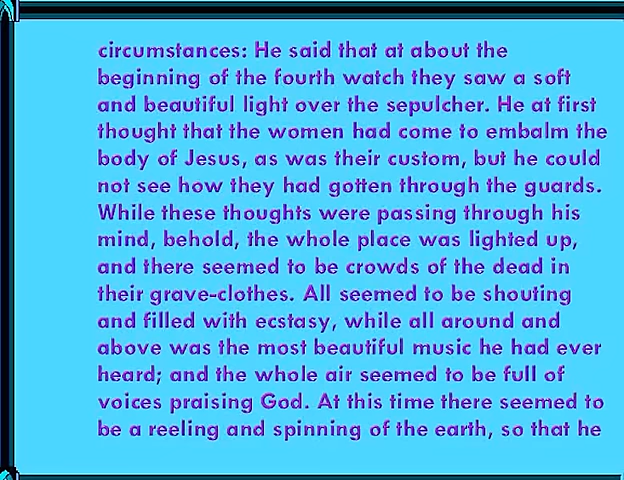 circumstances: He said that at about the
beginning of the fourth watch they saw a soft
and beautiful light over the sepulcher. He at first
thought that the women had come to embalm the
body of Jesus, as was their custom, but he could
not see how they had gotten through the guards.
While these thoughts were passing through his
mind, behold, the whole place was lighted up,
and there seemed to be crowds of the dead in
their grave-clothes. All seemed to be shouting
and filled with ecstasy, while all around and
above was the most beautiful music he had ever
heard; and the whole air seemed to be full of
voices praising God. At this time there seemed to
be a reeling and spinning of the earth, so that he